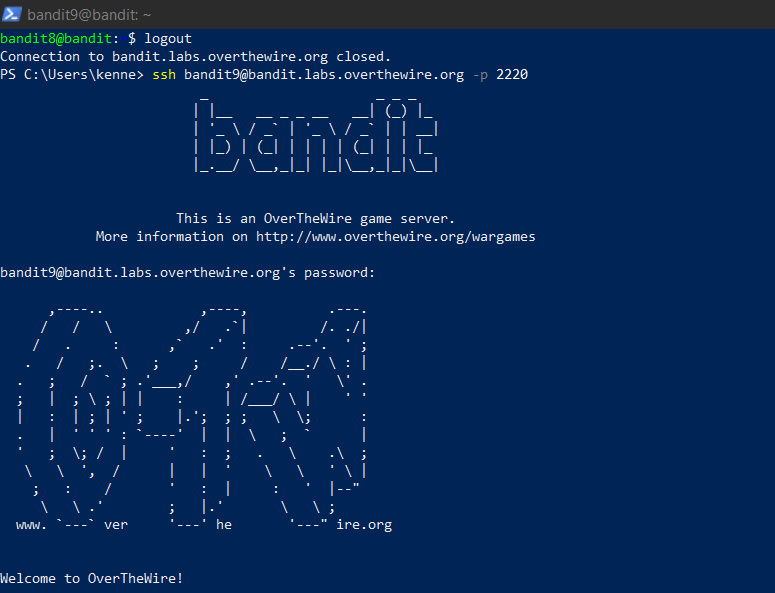 bandit9@bandit: ~
bandit8@bandit: $ logout
Connection to bandit.labs.overthewire.org closed.
PS C:\Users\kenne> ssh bandit9@bandit.labs.overthewire.org -p 2220
bandit
This is an OverTheWire game server.
More information on http://www.overthewire.org/wargames
bandit9@bandit.labs.overthewire.org's password:
www. ver he ire.org
Welcome to OverTheWire!